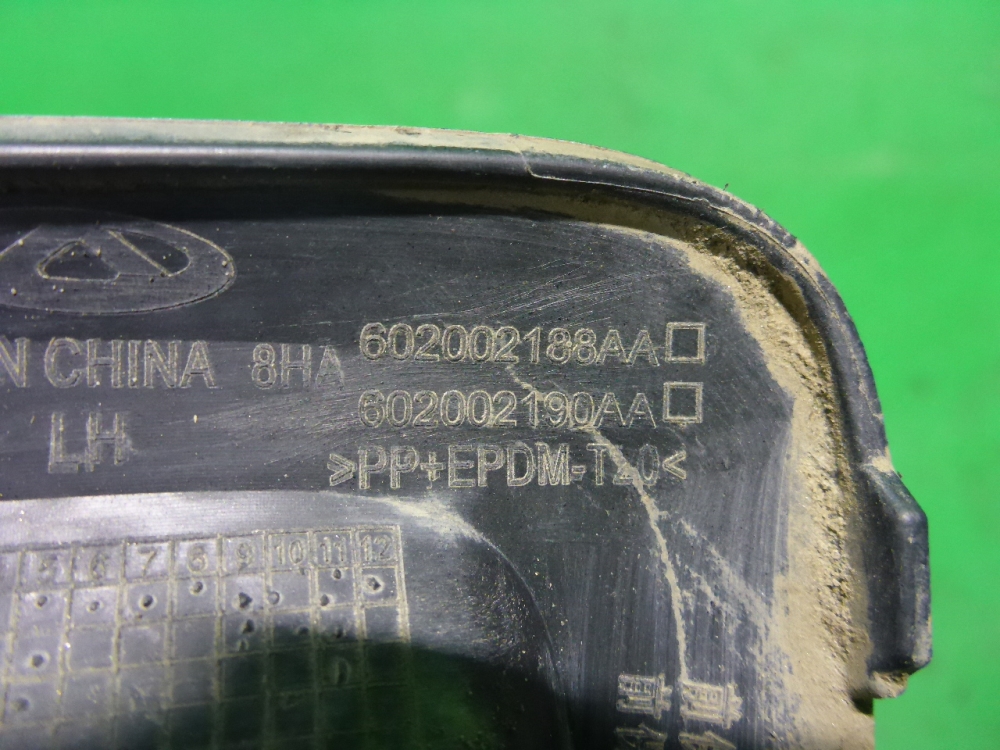 N CHINA 8HA 602002188AA□
LH 602002190AA□
>PP+EPDM-T20<
5 6 7 8 9 10 11 12